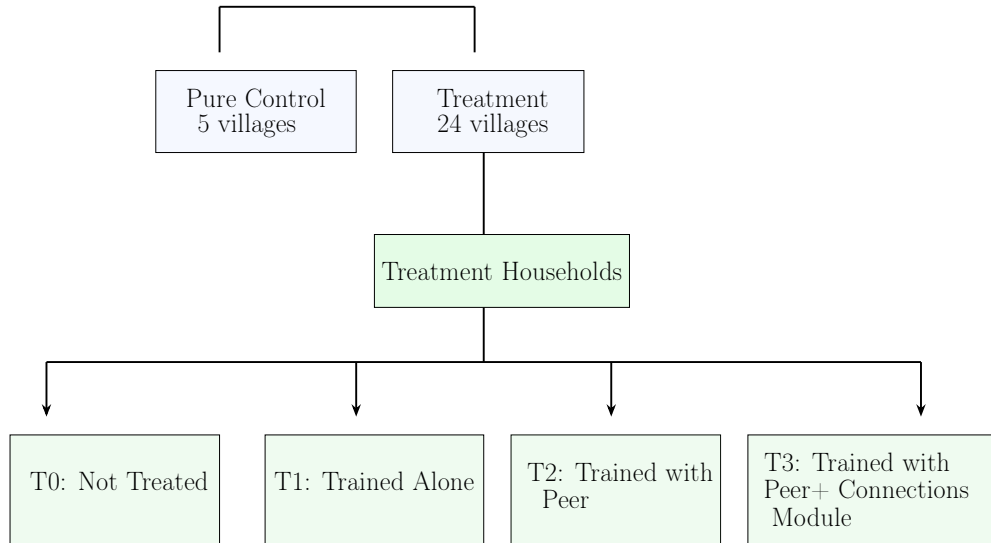 Pure Control
5 villages
Treatment
24 villages
Treatment Households
T0: Not Treated
T1: Trained Alone
T2: Trained with
Peer
T3: Trained with
Peer+ Connections
Module